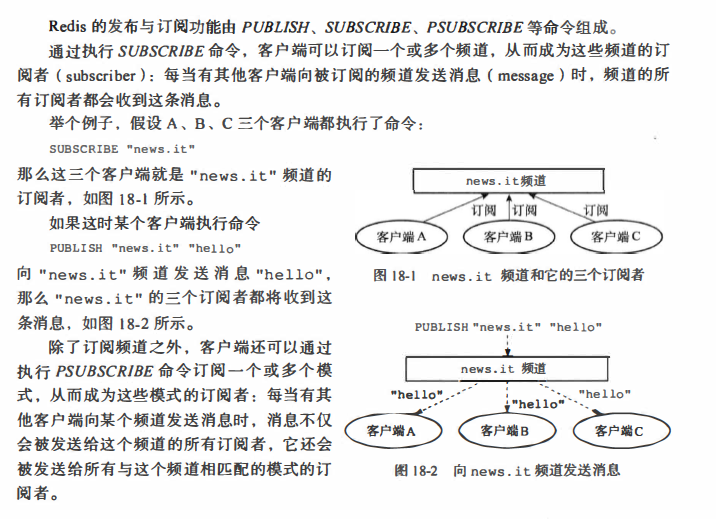 Redis 的发布与订阅功能由 PUBLISH、SUBSCRIBE、PSUBSCRIBE 等命令组成。
通过执行 SUBSCRIBE 命令，客户端可以订阅一个或多个频道，从而成为这些频道的订
阅者（subscriber）：每当有其他客户端向被订阅的频道发送消息（message）时，频道的所
有订阅者都会收到这条消息。
举个例子，假设 A、B、C 三个客户端都执行了命令：
SUBSCRIBE "news.it"
那么这三个客户端就是 "news.it" 频道的
订阅者，如图 18-1 所示。
如果这时某个客户端执行命令
PUBLISH "news.it" "hello"
向 "news.it" 频道发送消息 "hello"，
那么 "news.it" 的三个订阅者都将收到这
条消息，如图 18-2 所示。
除了订阅频道之外，客户端还可以通过
执行 PSUBSCRIBE 命令订阅一个或多个模
式，从而成为这些模式的订阅者：每当有其
他客户端向某个频道发送消息时，消息不仅
会被发送给这个频道的所有订阅者，它还会
被发送给所有与这个频道相匹配的模式的订
阅者。
news.it频道
订阅 订阅 订阅
客户端A 客户端B 客户端C
图 18-1 news.it 频道和它的三个订阅者
PUBLISH "news.it" "hello"
news.it 频道
"hello" "hello" "hello"
客户端A 客户端B 客户端C
图 18-2 向 news.it 频道发送消息